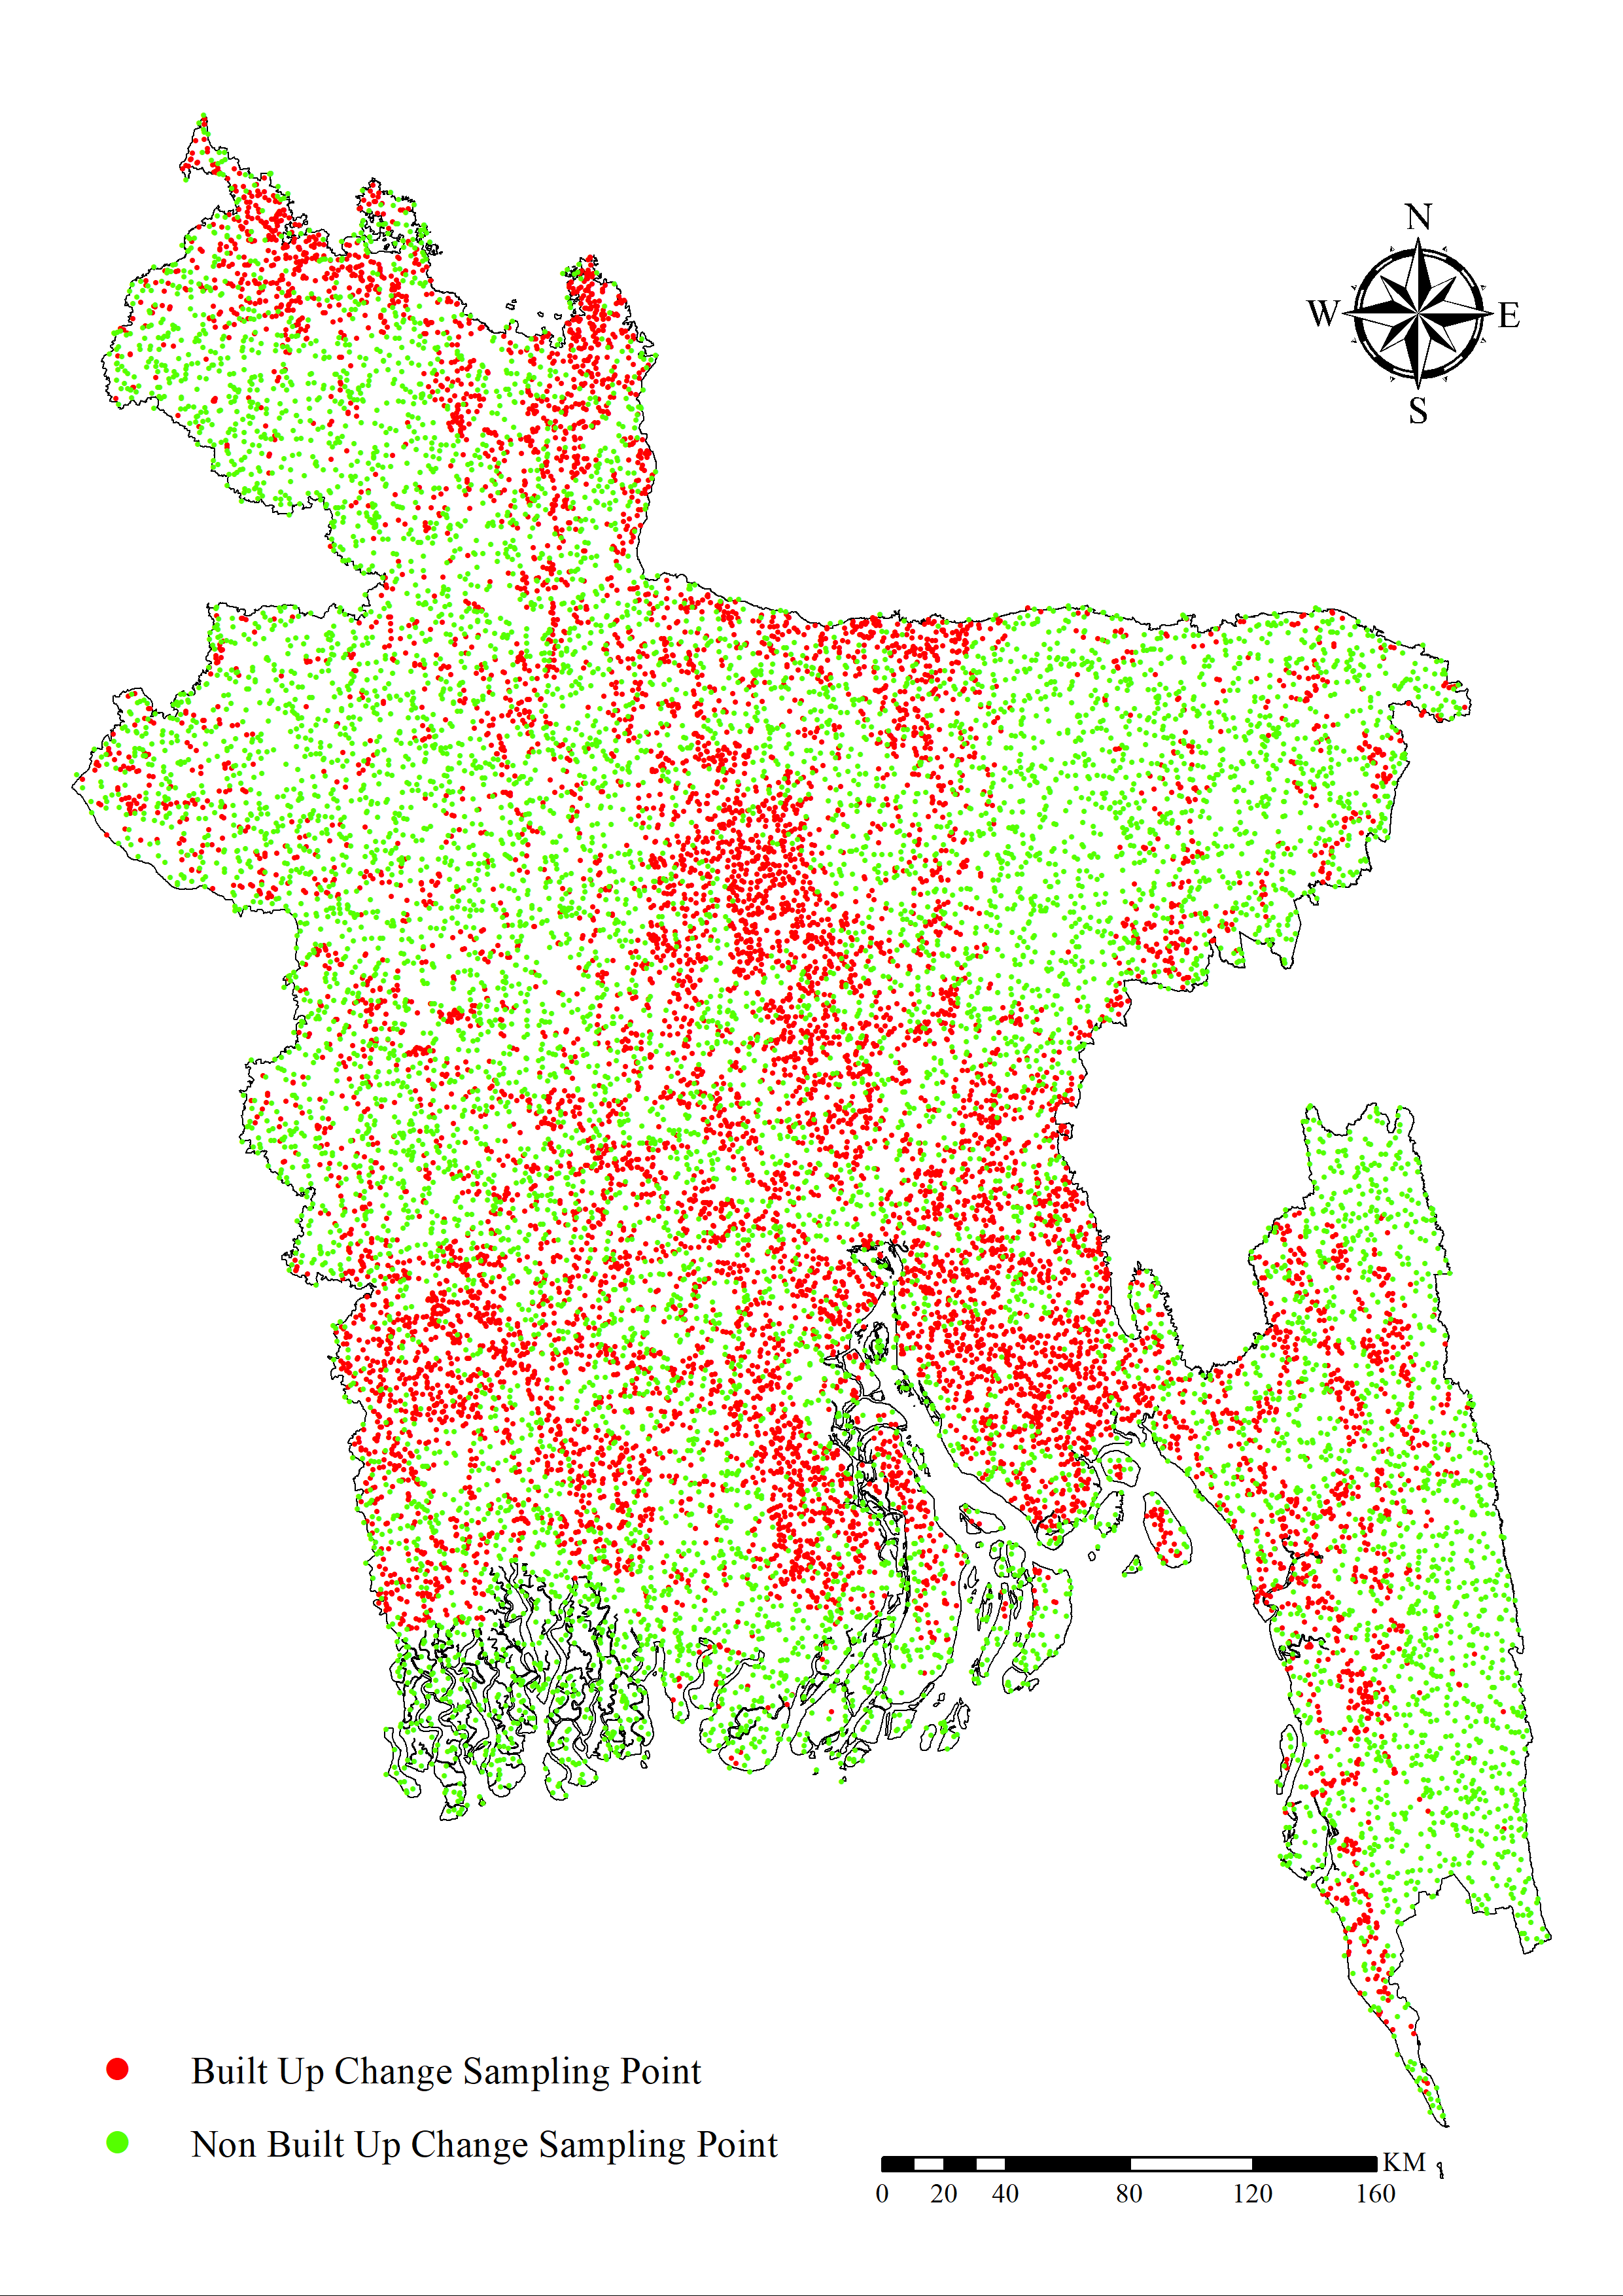 N
W
E
S
Built Up Change Sampling Point
Non Built Up Change Sampling Point
KM
0 20 40 80 120 160